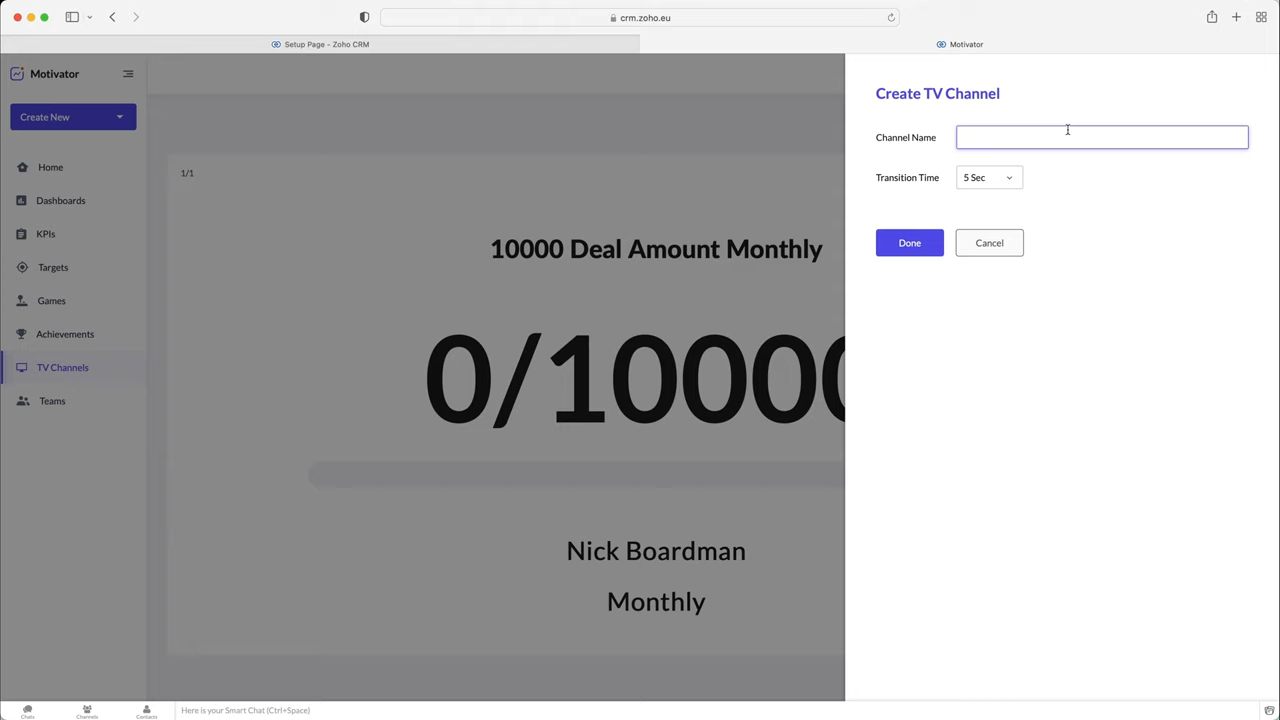 crm.zoho.eu
Setup Page - Zoho CRM
Motivator
Motivator
Create New
Home
Dashboards
KPIs
Targets
Games
Achievements
TV Channels
Teams
1/1
10000 Deal Amount Monthly
0/10000
Nick Boardman
Monthly
Create TV Channel
Channel Name
Transition Time
5 Sec
Done
Cancel
Chats
Channels
Contacts
Here is your Smart Chat (Ctrl+Space)